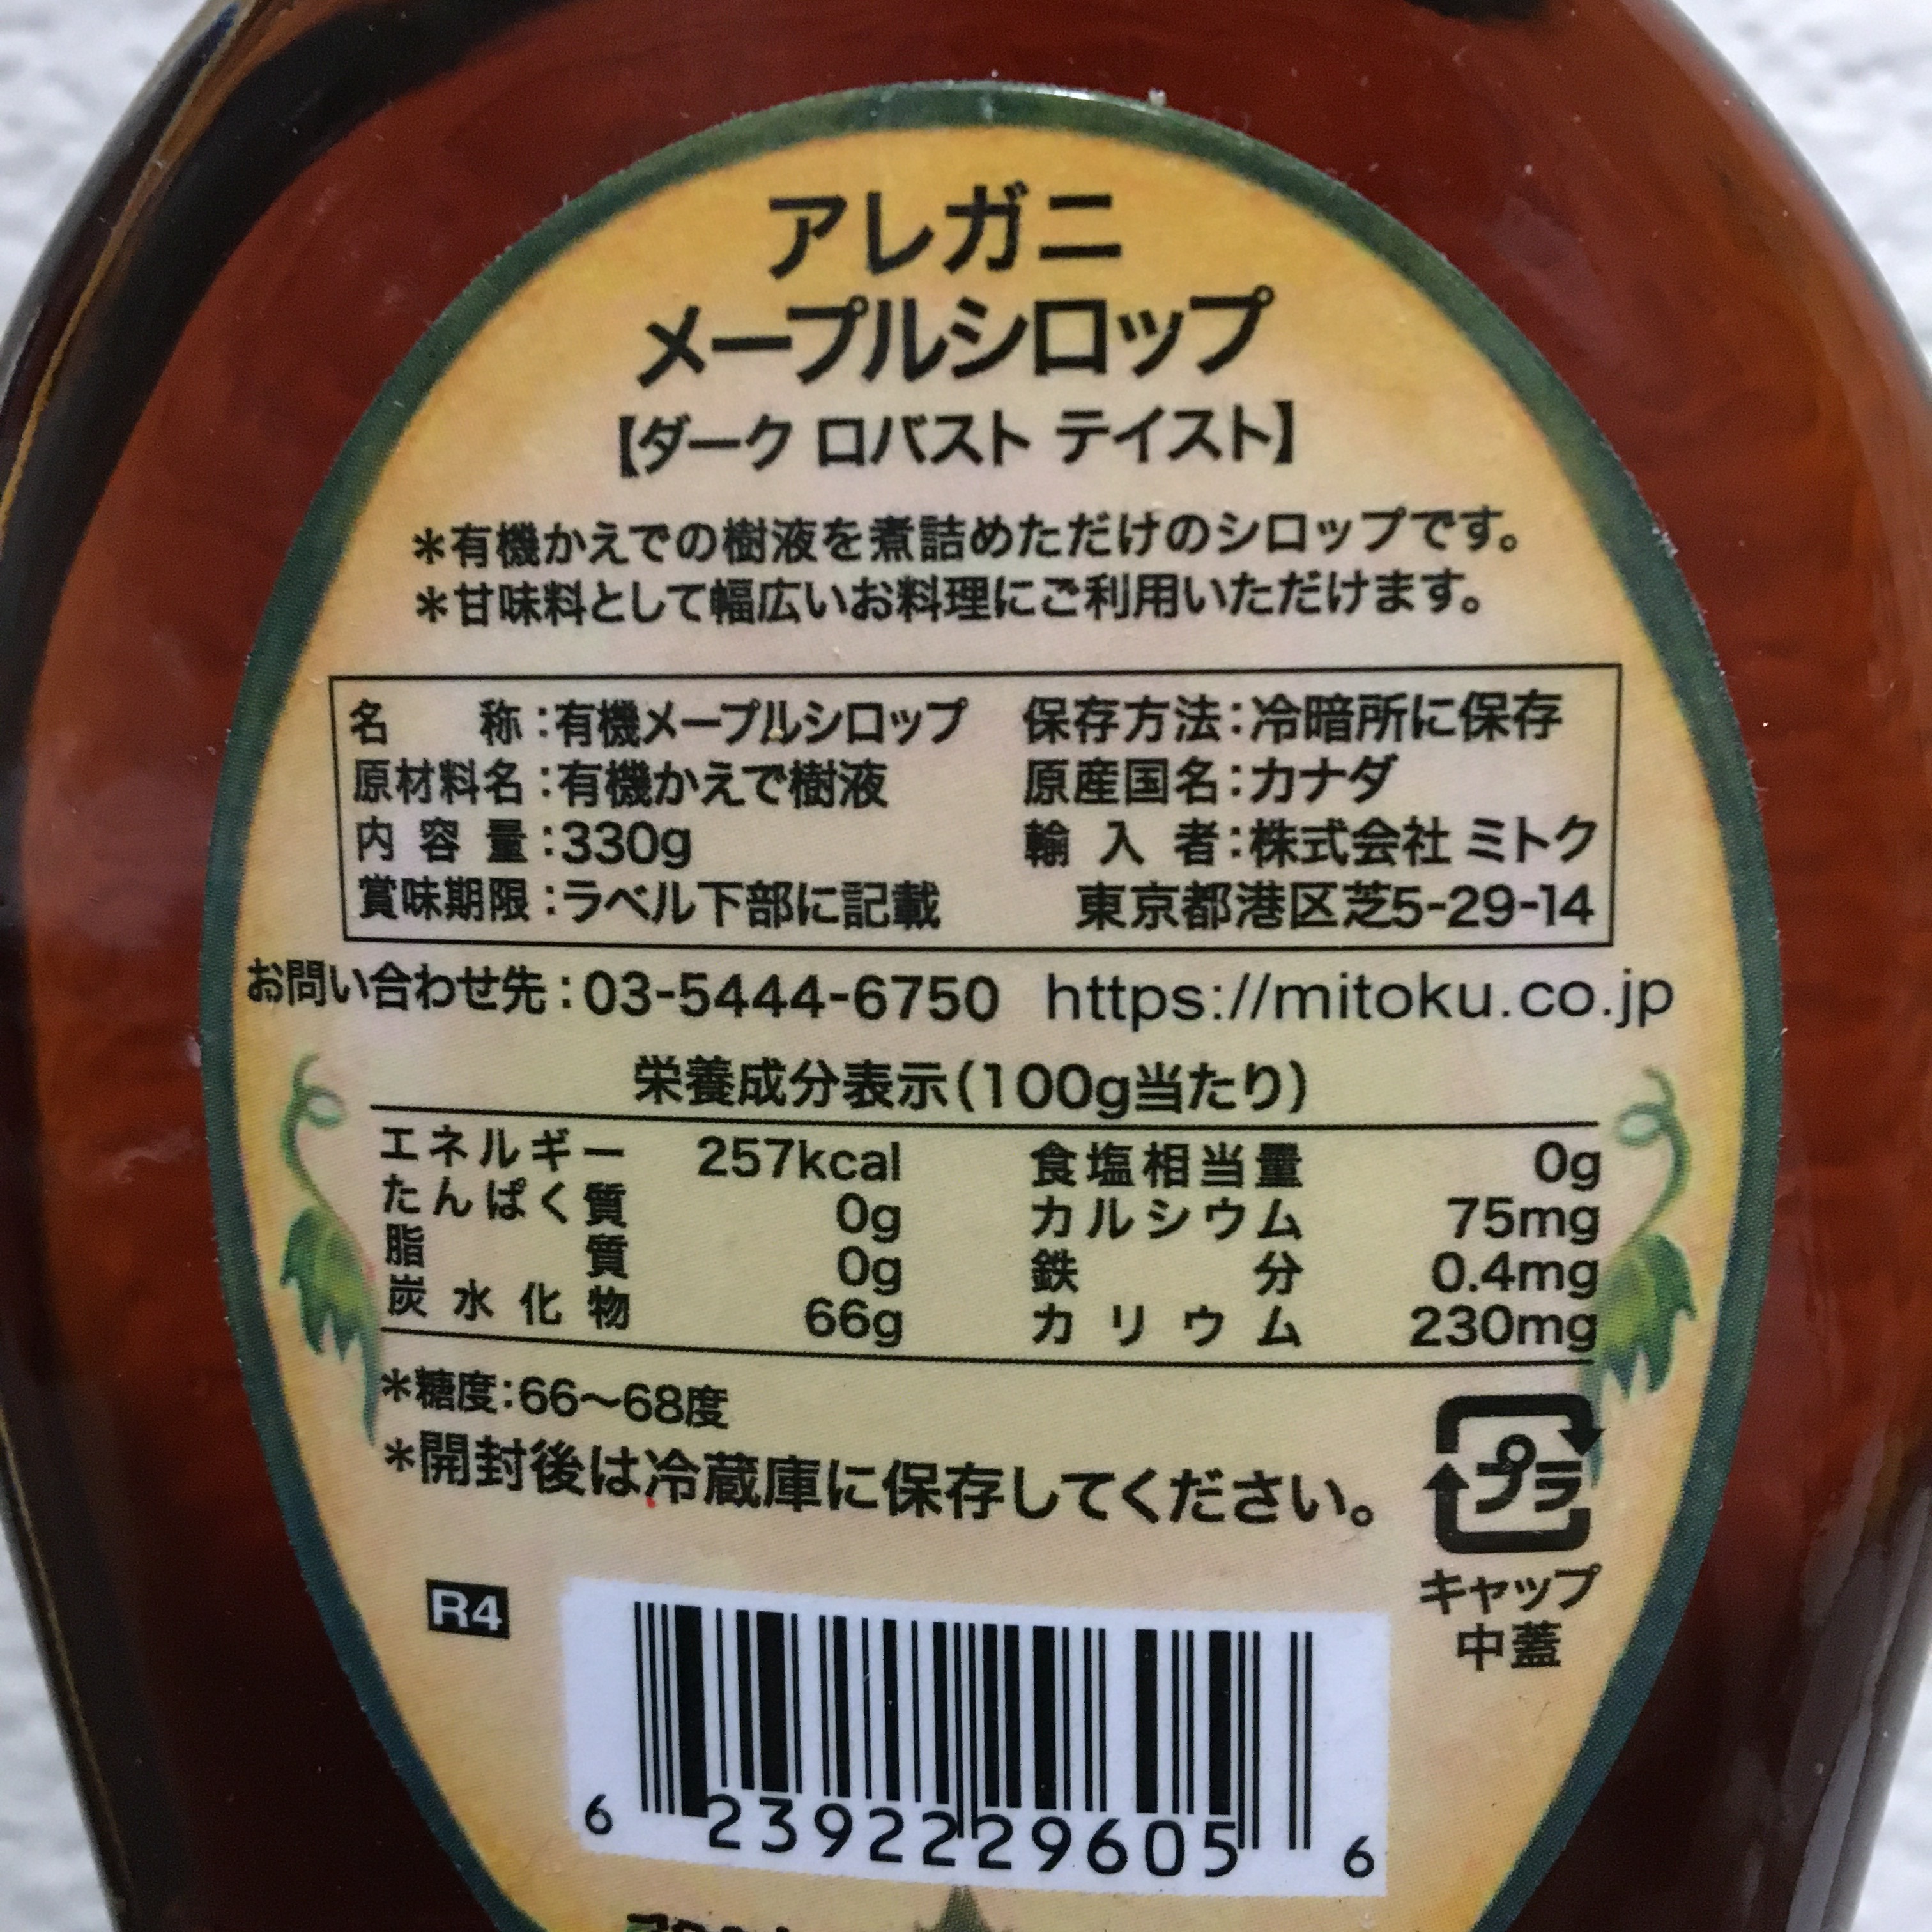 アレガニ
メープルシロップ
【ダーク ロバスト テイスト】
＊有機かえでの樹液を煮詰めただけのシロップです。
＊甘味料として幅広いお料理にご利用いただけます。
名称:有機メープルシロップ
原材料名:有機かえで樹液
内容量:330g
賞味期限:ラベル下部に記載
保存方法:冷暗所に保存
原産国名:カナダ
輸入者:株式会社 ミトク
東京都港区芝5-29-14
お問い合わせ先:03-5444-6750 https://mitoku.co.jp
栄養成分表示(100g当たり)
エネルギー 257kcal
たんぱく質 0g
脂質 0g
炭水化物 66g
食塩相当量 0g
カルシウム 75mg
鉄分 0.4mg
カリウム 230mg
＊糖度:66〜68度
＊開封後は冷蔵庫に保存してください。
プラ
キャップ
中蓋
R4
6 23922 29605 6